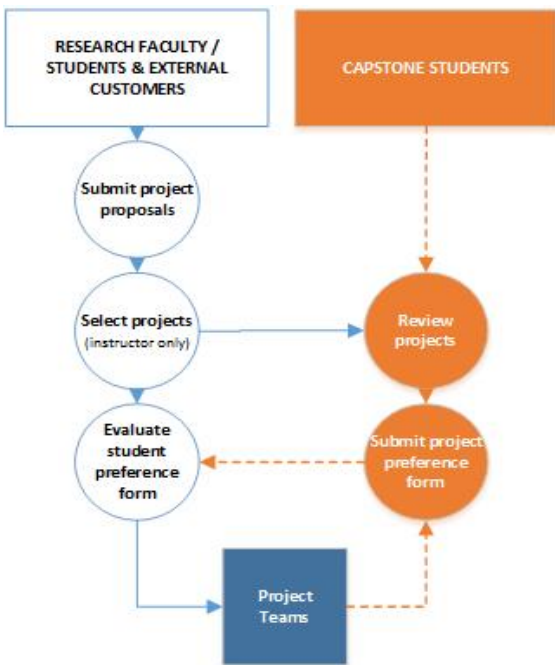 RESEARCH FACULTY /
STUDENTS & EXTERNAL
CUSTOMERS
CAPSTONE STUDENTS
Submit project
proposals
Select projects
(instructor only)
Review
projects
Evaluate
student
preference
form
Submit project
preference
form
Project
Teams